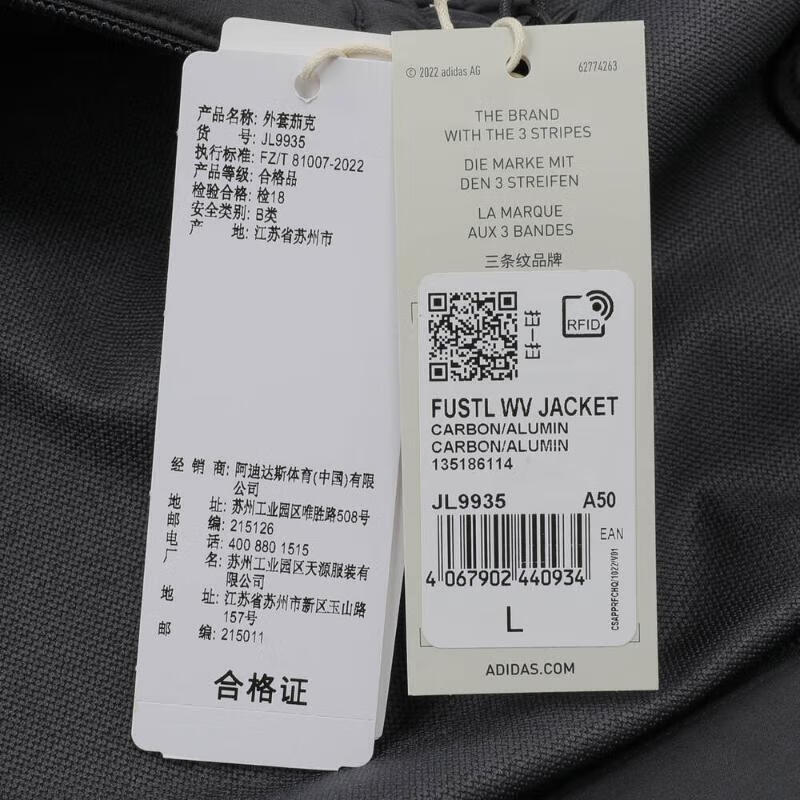 产品名称: 外套茄克
货 号: JL9935
执行标准: FZ/T 81007-2022
产品等级: 合格品
检验合格: 检18
安全类别: B类
产 地: 江苏省苏州市
经 销 商: 阿迪达斯体育(中国)有限
公司
地 址: 苏州工业园区唯胜路508号
邮 编: 215126
电 话: 400 880 1515
厂 名: 苏州工业园区天源服装有
限公司
地 址: 江苏省苏州市新区玉山路
157号
邮 编: 215011
合格证
© 2022 adidas AG
62774263
THE BRAND
WITH THE 3 STRIPES
DIE MARKE MIT
DEN 3 STREIFEN
LA MARQUE
AUX 3 BANDES
三条纹品牌
RFID
FUSTL WV JACKET
CARBON/ALUMIN
CARBON/ALUMIN
135186114
JL9935 A50
EAN
4 067902 440934
CSAPPRFCHQ/1022/V01
L
ADIDAS.COM